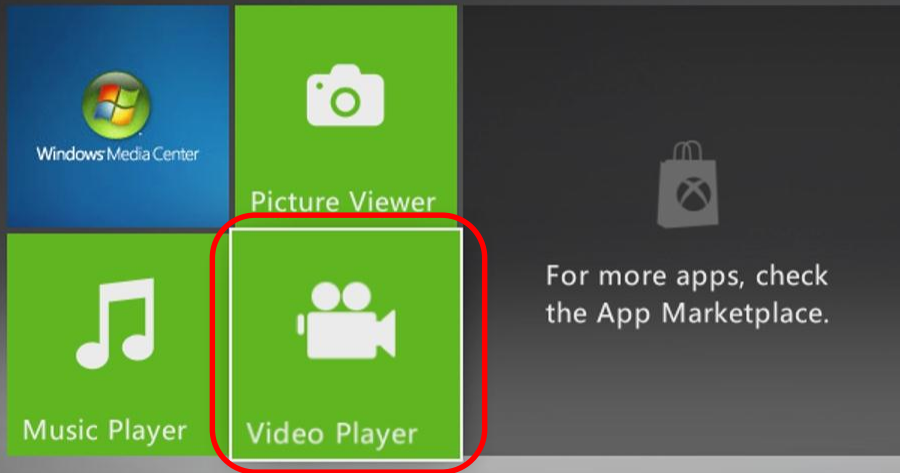 Windows Media Center
Picture Viewer
Music Player
Video Player
For more apps, check
the App Marketplace.